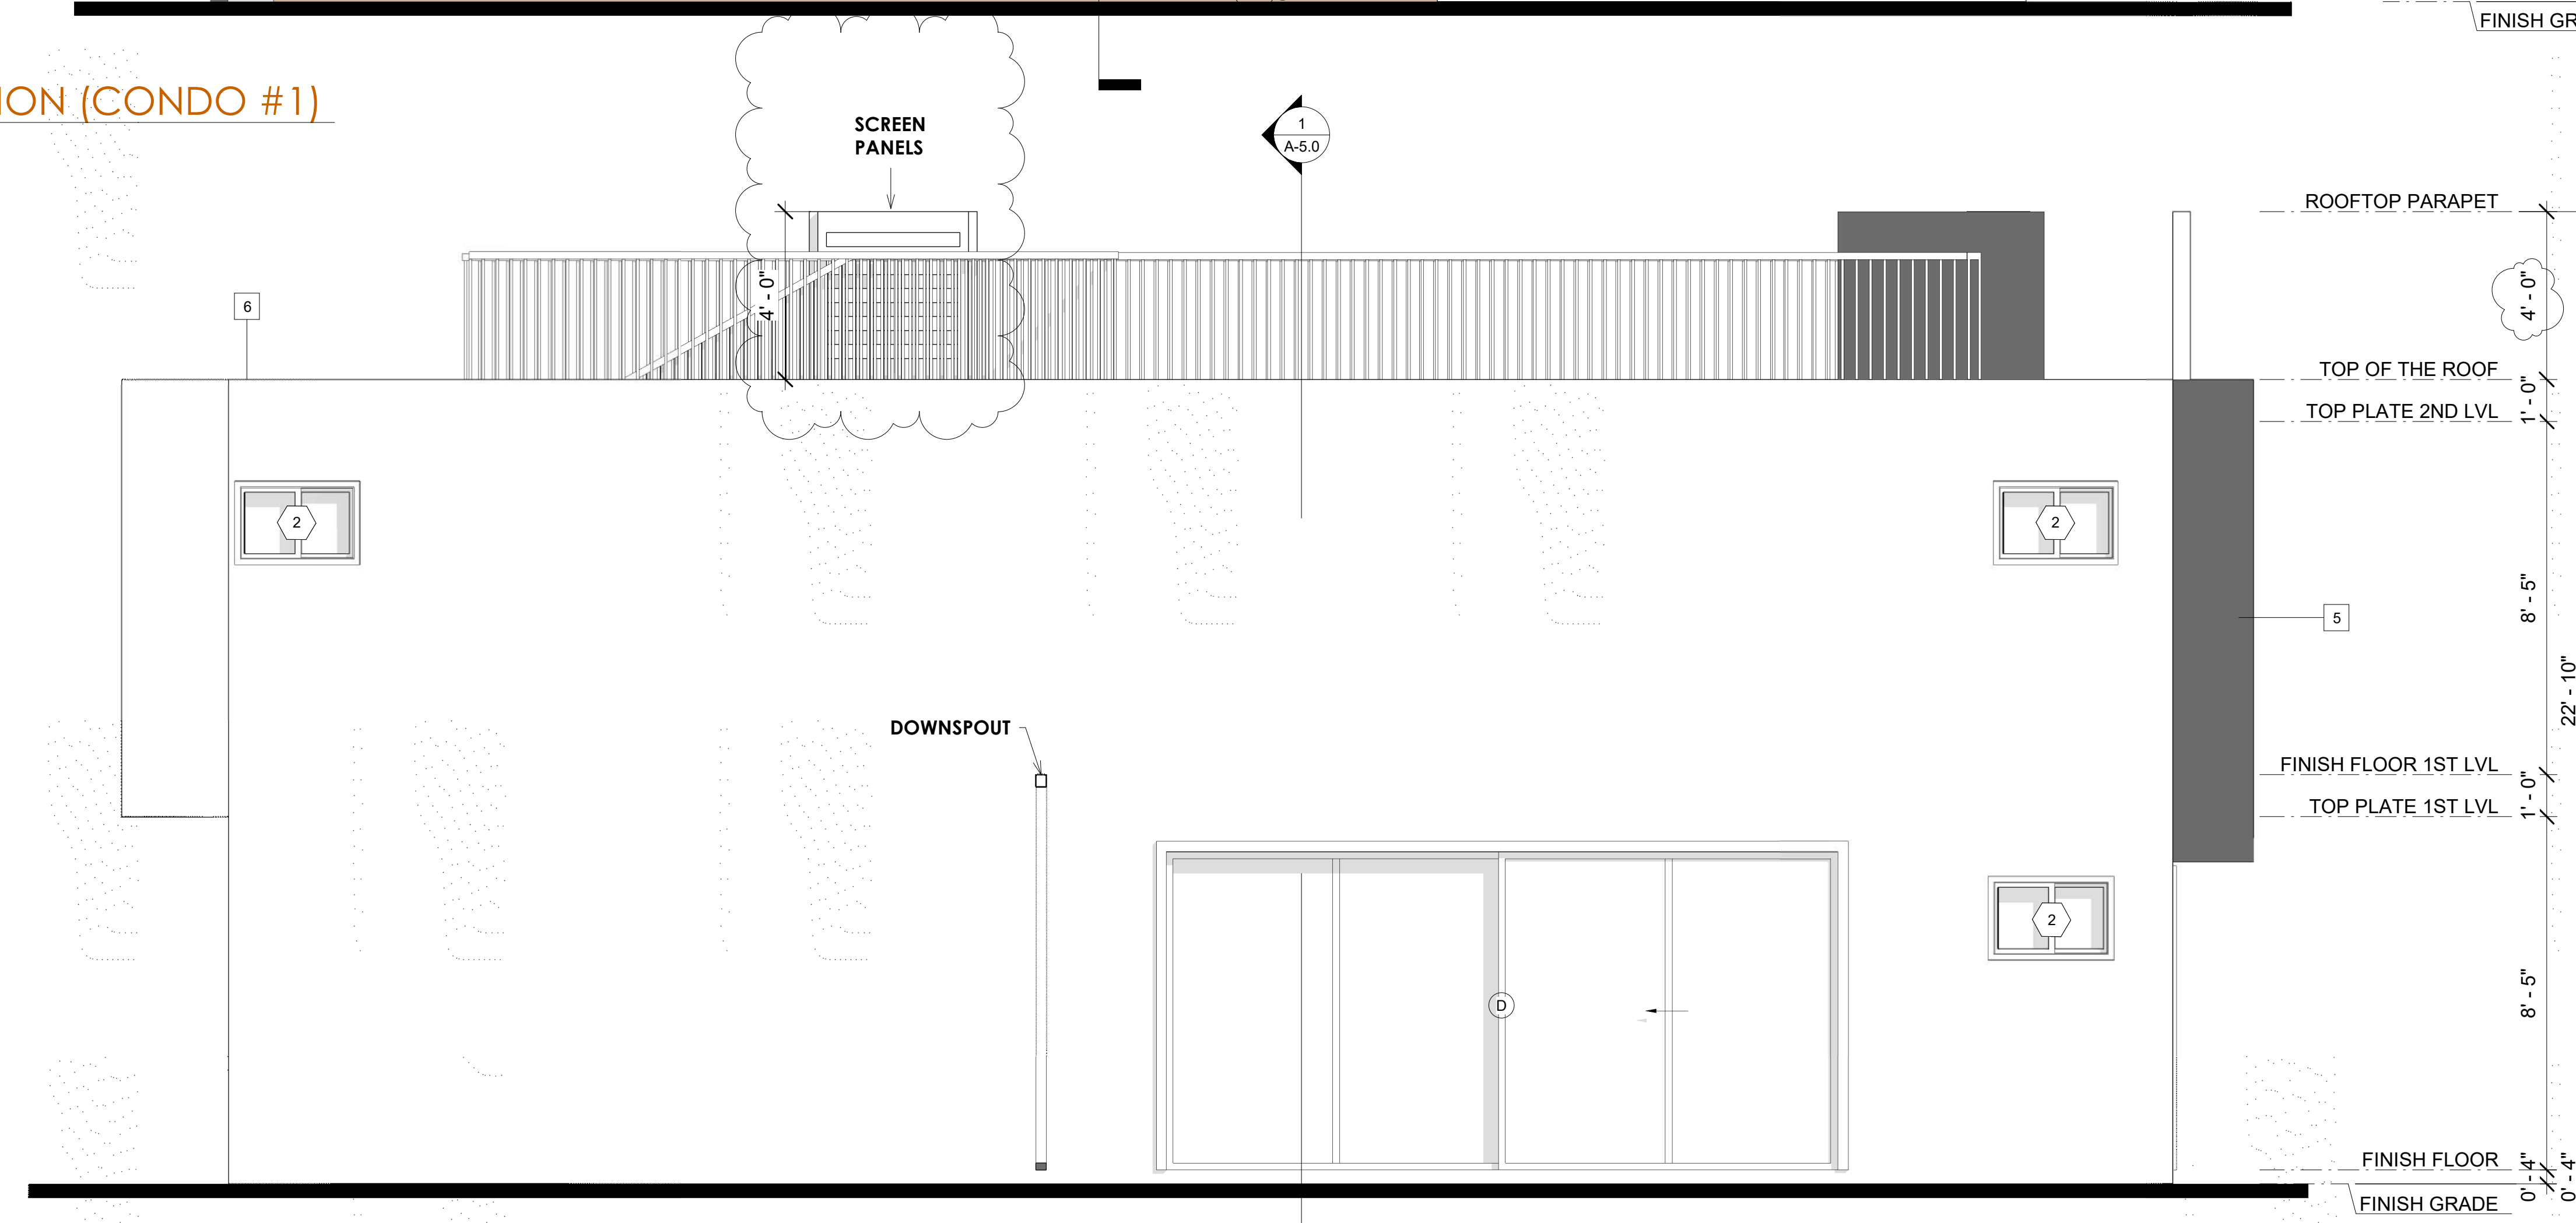 FINISH GR
ION (CONDO #1)
SCREEN
PANELS
1
A-5.0
ROOFTOP PARAPET
6
4' - 0"
4' - 0"
TOP OF THE ROOF
1' - 0"
TOP PLATE 2ND LVL
2
2
8' - 5"
5
22' - 10"
DOWNSPOUT
FINISH FLOOR 1ST LVL
1' - 0"
TOP PLATE 1ST LVL
2
8' - 5"
D
FINISH FLOOR
0' - 4"
0' - 4"
FINISH GRADE